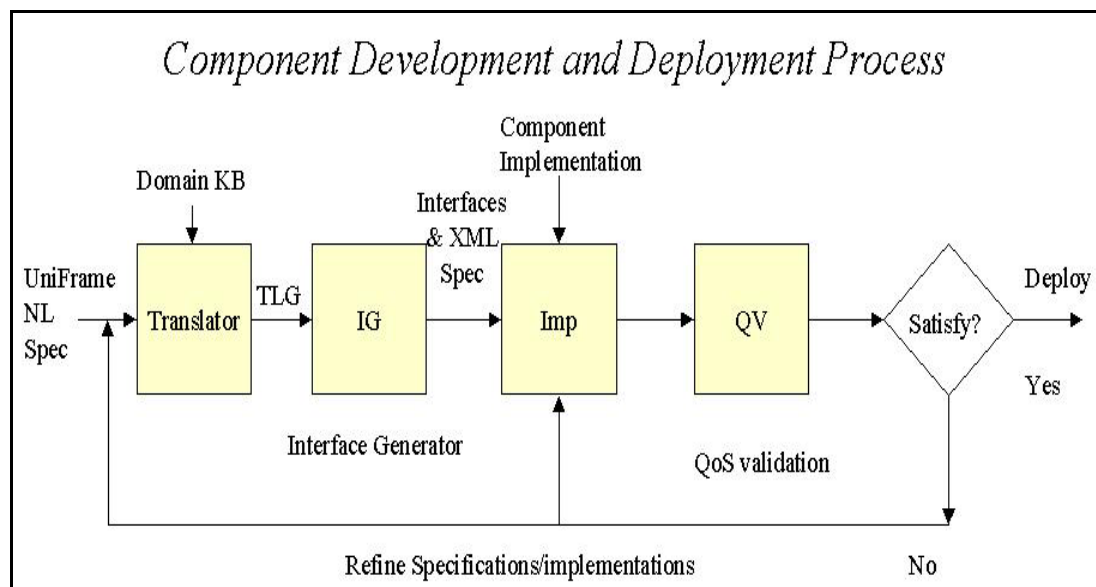 Component Development and Deployment Process
Component
Implementation
Domain KB
Interfaces
& XML
Spec
UniFrame
NL
Spec
Translator
TLG
IG
Imp
QV
Satisfy?
Deploy
Yes
Interface Generator
QoS validation
Refine Specifications/implementations
No